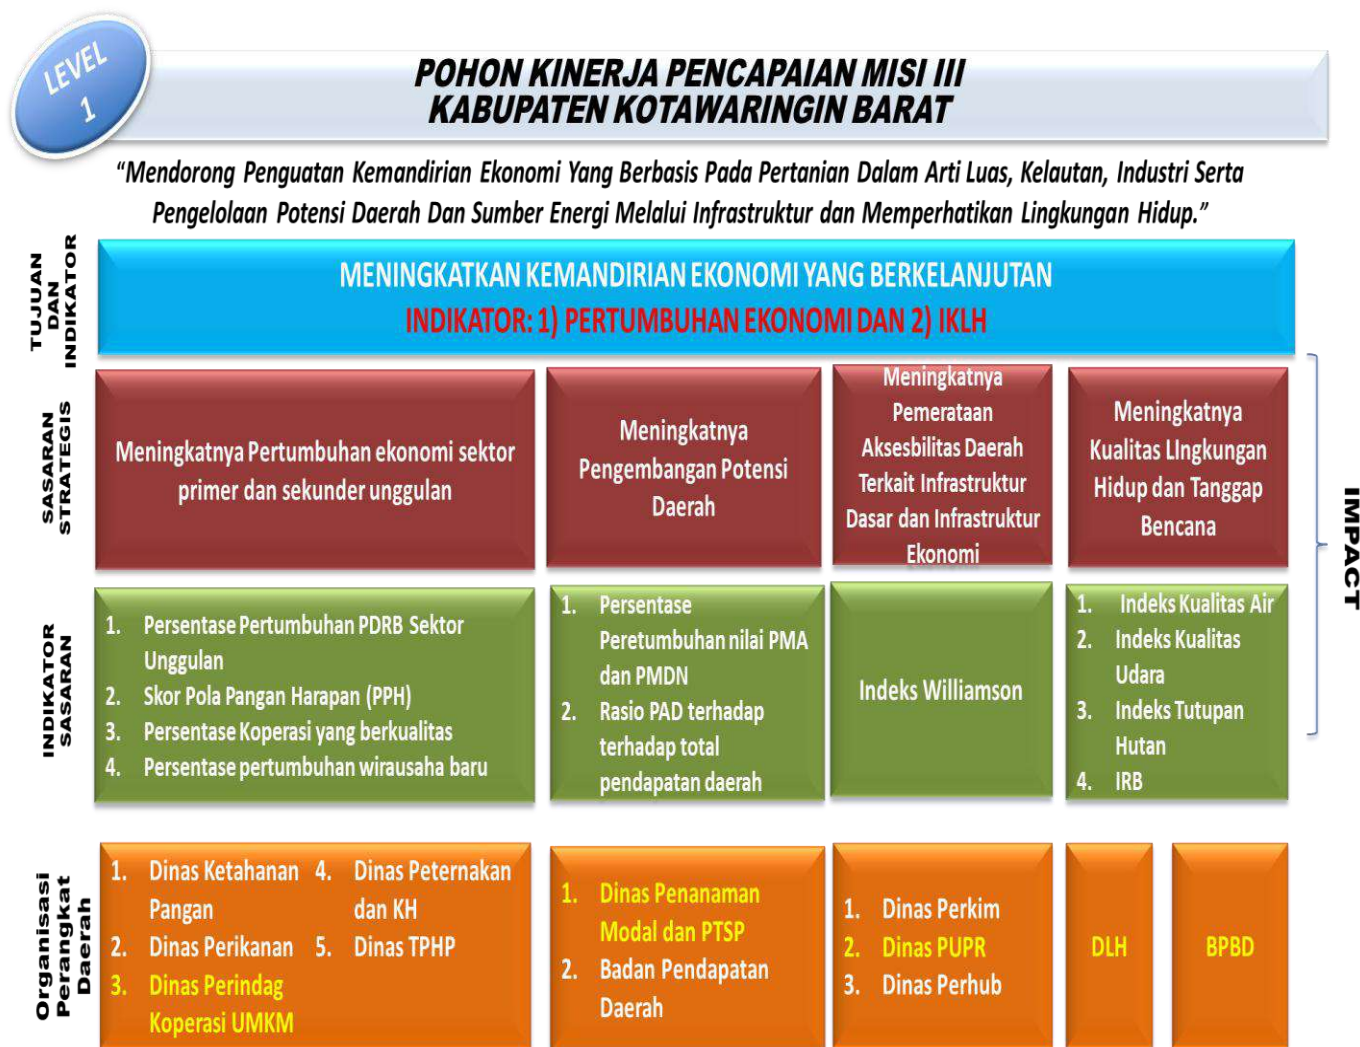 LEVEL
1
POHON KINERJA PENCAPAIAN MISI III
KABUPATEN KOTAWARINGIN BARAT
“Mendorong Penguatan Kemandirian Ekonomi Yang Berbasis Pada Pertanian Dalam Arti Luas, Kelautan, Industri Serta
Pengelolaan Potensi Daerah Dan Sumber Energi Melalui Infrastruktur dan Memperhatikan Lingkungan Hidup.”
TUJUAN
DAN
INDIKATOR
MENINGKATKAN KEMANDIRIAN EKONOMI YANG BERKELANJUTAN
INDIKATOR: 1) PERTUMBUHAN EKONOMI DAN 2) IKLH
SASARAN
STRATEGIS
Meningkatnya Pertumbuhan ekonomi sektor
primer dan sekunder unggulan
Meningkatnya
Pengembangan Potensi
Daerah
Meningkatnya
Pemerataan
Aksesbilitas Daerah
Terkait Infrastruktur
Dasar dan Infrastruktur
Ekonomi
Meningkatnya
Kualitas LIngkungan
Hidup dan Tanggap
Bencana
IMPACT
INDIKATOR
SASARAN
1. Persentase Pertumbuhan PDRB Sektor
Unggulan
2. Skor Pola Pangan Harapan (PPH)
3. Persentase Koperasi yang berkualitas
4. Persentase pertumbuhan wirausaha baru
1. Persentase
Peretumbuhan nilai PMA
dan PMDN
2. Rasio PAD terhadap
terhadap total
pendapatan daerah
Indeks Williamson
1. Indeks Kualitas Air
2. Indeks Kualitas
Udara
3. Indeks Tutupan
Hutan
4. IRB
Organisasi
Perangkat
Daerah
1. Dinas Ketahanan
Pangan
2. Dinas Perikanan
3. Dinas Perindag
Koperasi UMKM
4. Dinas Peternakan
dan KH
5. Dinas TPHP
1. Dinas Penanaman
Modal dan PTSP
2. Badan Pendapatan
Daerah
1. Dinas Perkim
2. Dinas PUPR
3. Dinas Perhub
DLH
BPBD